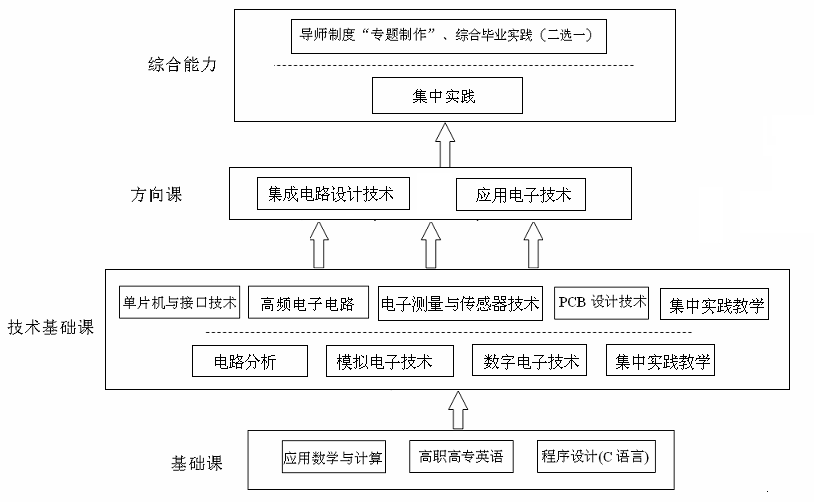 导师制度“专题制作”、综合毕业实践（二选一）
综合能力
集中实践
方向课
集成电路设计技术
应用电子技术
技术基础课
单片机与接口技术
高频电子电路
电子测量与传感器技术
PCB 设计技术
集中实践教学
电路分析
模拟电子技术
数字电子技术
集中实践教学
基础课
应用数学与计算
高职高专英语
程序设计(C 语言)